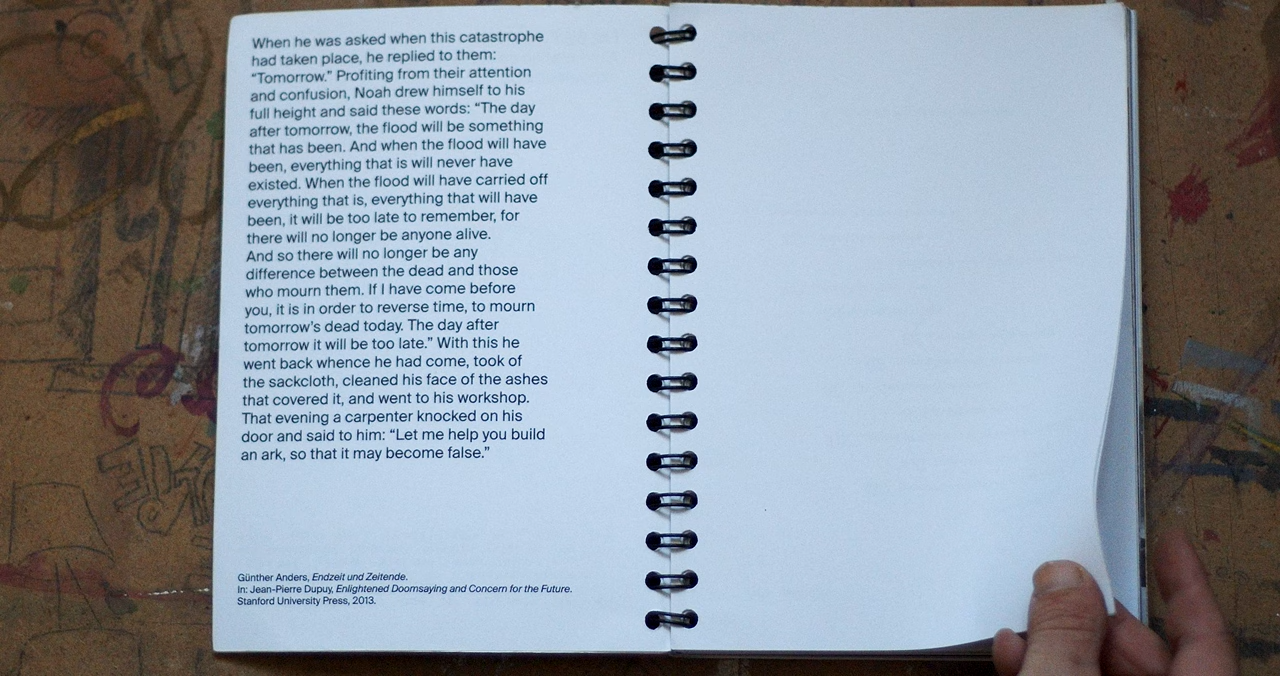 When he was asked when this catastrophe
had taken place, he replied to them:
“Tomorrow.” Profiting from their attention
and confusion, Noah drew himself to his
full height and said these words: “The day
after tomorrow, the flood will be something
that has been. And when the flood will have
been, everything that is will never have
existed. When the flood will have carried off
everything that is, everything that will have
been, it will be too late to remember, for
there will no longer be anyone alive.
And so there will no longer be any
difference between the dead and those
who mourn them. If I have come before
you, it is in order to reverse time, to mourn
tomorrow’s dead today. The day after
tomorrow it will be too late.” With this he
went back whence he had come, took of
the sackcloth, cleaned his face of the ashes
that covered it, and went to his workshop.
That evening a carpenter knocked on his
door and said to him: “Let me help you build
an ark, so that it may become false.”
Günther Anders, Endzeit und Zeitende.
In: Jean-Pierre Dupuy, Enlightened Doomsaying and Concern for the Future.
Stanford University Press, 2013.